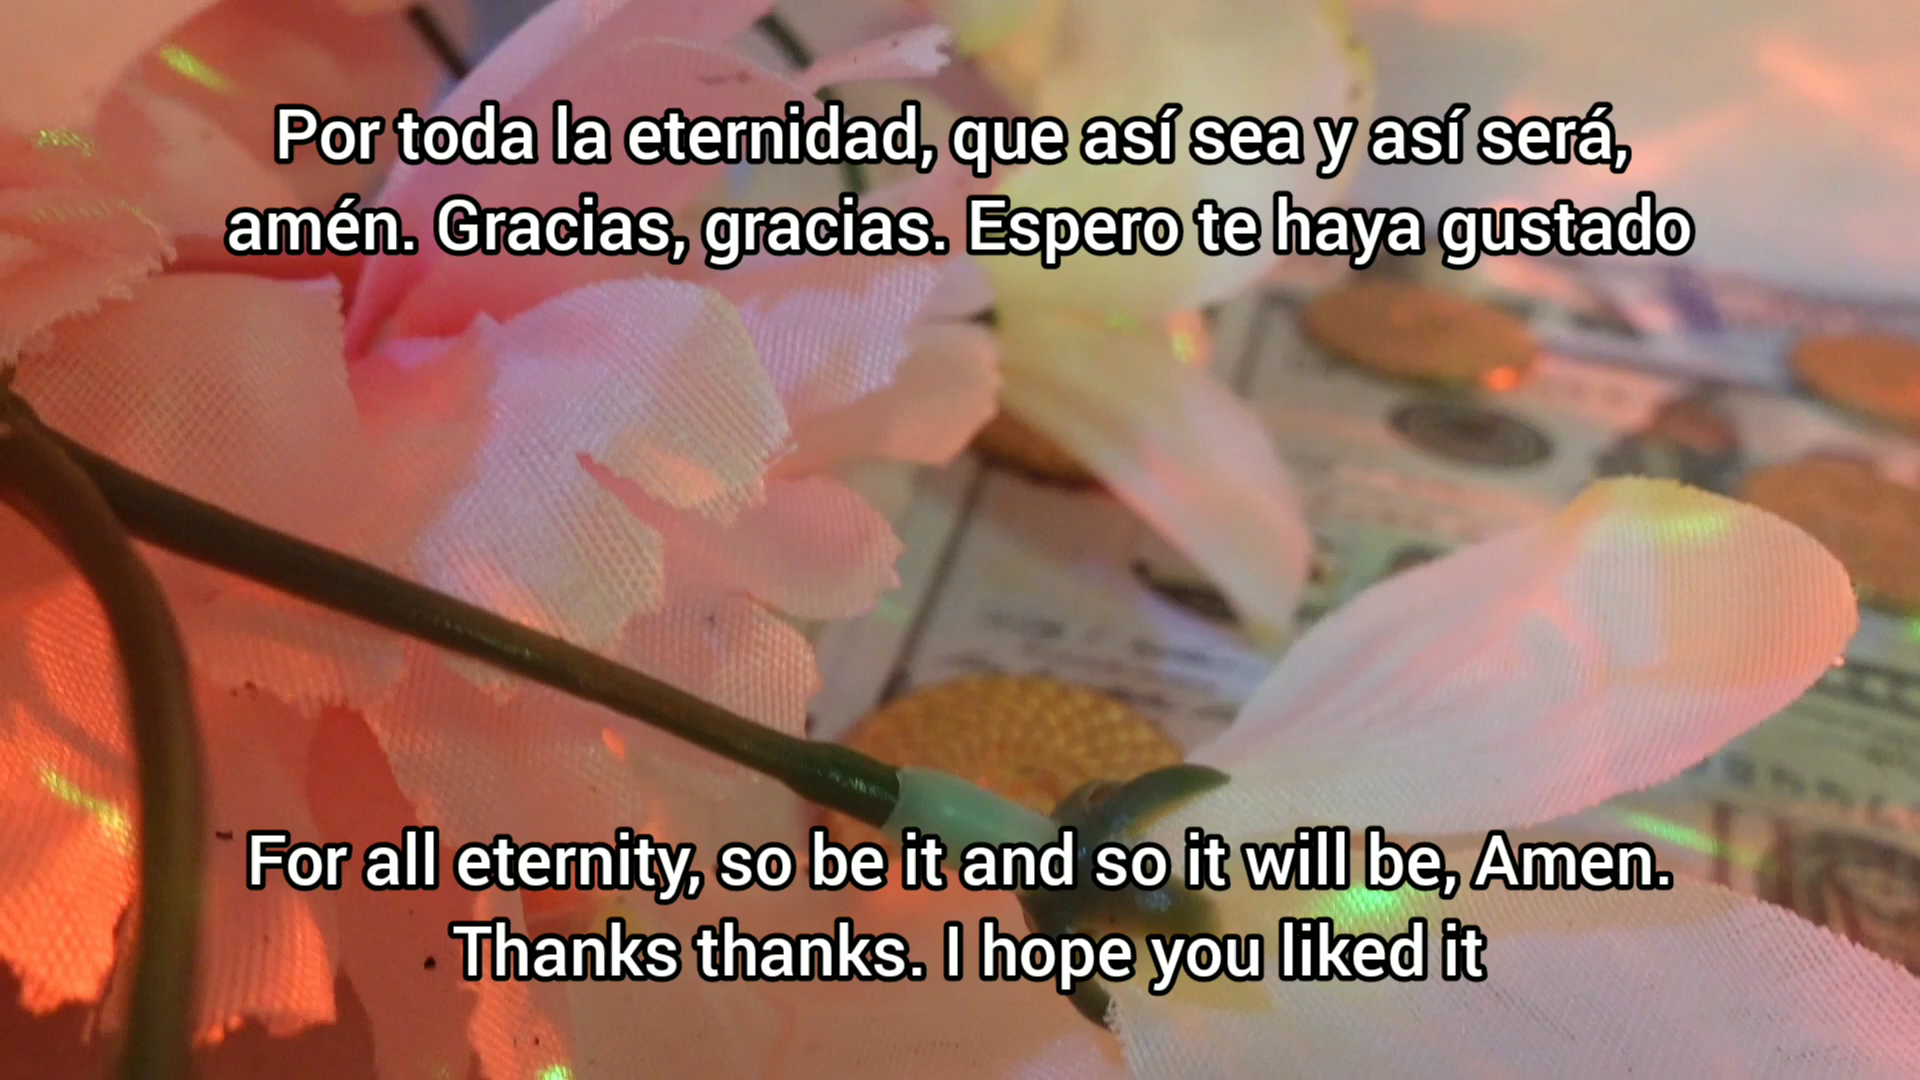 Por toda la eternidad, que así sea y así será,
amén. Gracias, gracias. Espero te haya gustado
For all eternity, so be it and so it will be, Amen.
Thanks thanks. I hope you liked it